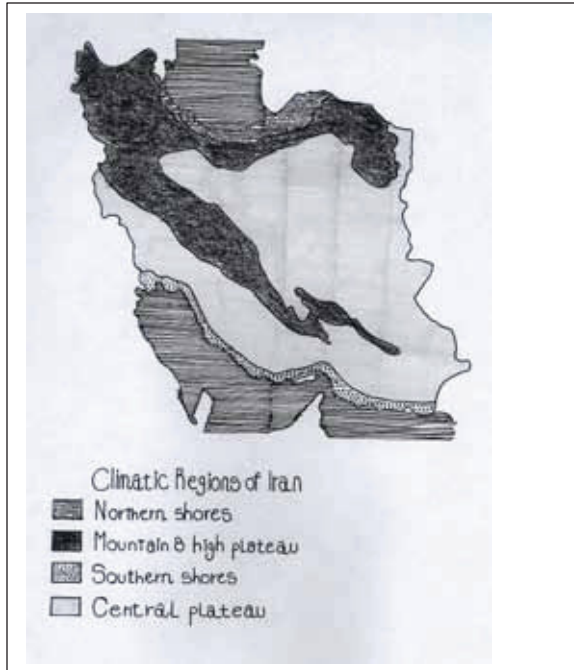 Climatic Regions of Iran
Northern shores
Mountain & high plateau
Southern shores
Central plateau